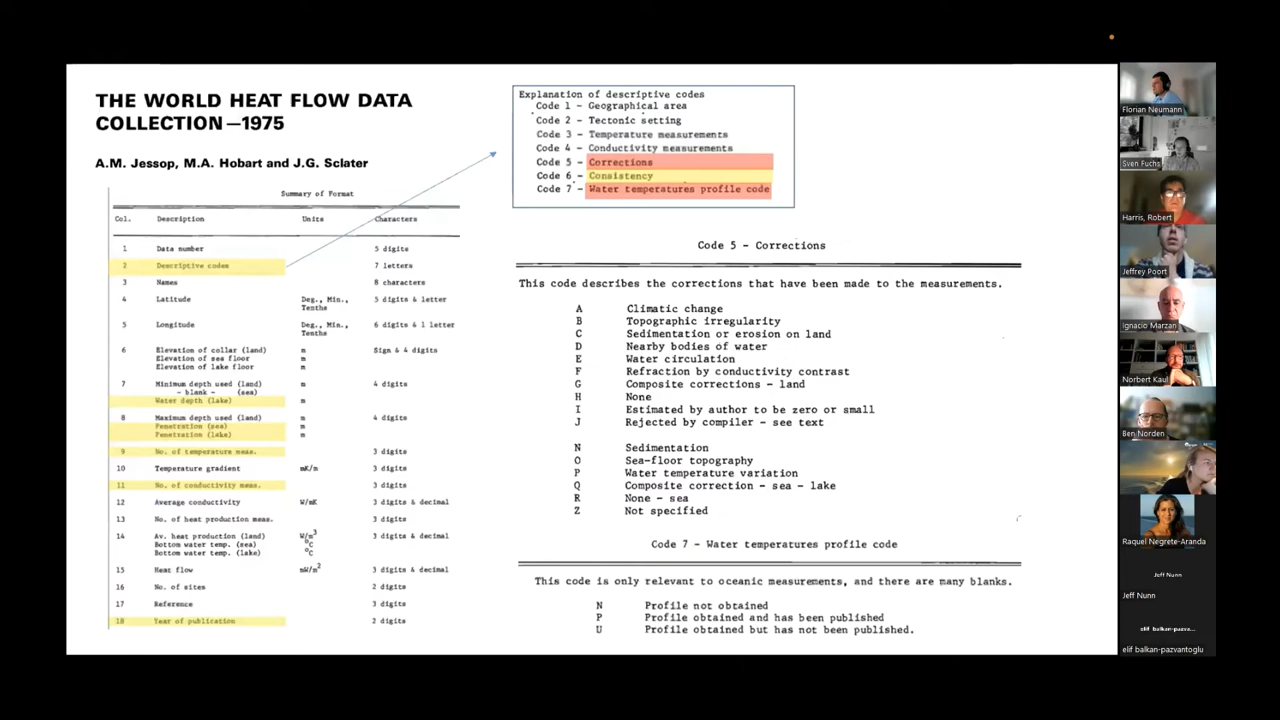 THE WORLD HEAT FLOW DATA
COLLECTION—1975
A.M. Jessop, M.A. Hobart and J.G. Sclater
Summary of Format
Col. Description Units Characters
1 Data number 5 digits
2 Descriptive codes 7 letters
3 Names 8 characters
4 Latitude Deg., Min., Tenths 5 digits & letter
5 Longitude Deg., Min., Tenths 6 digits & 1 letter
6 Elevation of collar (land) m Sign & 4 digits
Elevation of sea floor m
Elevation of lake floor m
7 Minimum depth used (land) m 4 digits
- blank - (sea)
Water depth (lake) m
8 Maximum depth used (land) m 4 digits
Penetration (sea) m
Penetration (lake) m
9 No. of temperature meas. 3 digits
10 Temperature gradient mK/m 3 digits
11 No. of conductivity meas. 3 digits
12 Average conductivity W/mK 3 digits & decimal
13 No. of heat production meas. 3 digits
14 Av. heat production (land) W/m³ 3 digits & decimal
Bottom water temp. (sea) °C
Bottom water temp. (lake) °C
15 Heat flow mW/m² 3 digits & decimal
16 No. of sites 2 digits
17 Reference 3 digits
18 Year of publication 2 digits
Explanation of descriptive codes
Code 1 - Geographical area
Code 2 - Tectonic setting
Code 3 - Temperature measurements
Code 4 - Conductivity measurements
Code 5 - Corrections
Code 6 - Consistency
Code 7 - Water temperatures profile code
Code 5 - Corrections
This code describes the corrections that have been made to the measurements.
A Climatic change
B Topographic irregularity
C Sedimentation or erosion on land
D Nearby bodies of water
E Water circulation
F Refraction by conductivity contrast
G Composite corrections - land
H None
I Estimated by author to be zero or small
J Rejected by compiler - see text
N Sedimentation
O Sea-floor topography
P Water temperature variation
Q Composite correction - sea - lake
R None - sea
Z Not specified
Code 7 - Water temperatures profile code
This code is only relevant to oceanic measurements, and there are many blanks.
N Profile not obtained
P Profile obtained and has been published
U Profile obtained but has not been published.
Florian Neumann
Sven Fuchs
Harris, Robert
Jeffrey Poort
Ignacio Marzan
Norbert Kaul
Ben Norden
Raquel Negrete-Aranda
Jeff Nunn
Jeff Nunn
elif balkan-pazva...
elif balkan-pazvantoglu